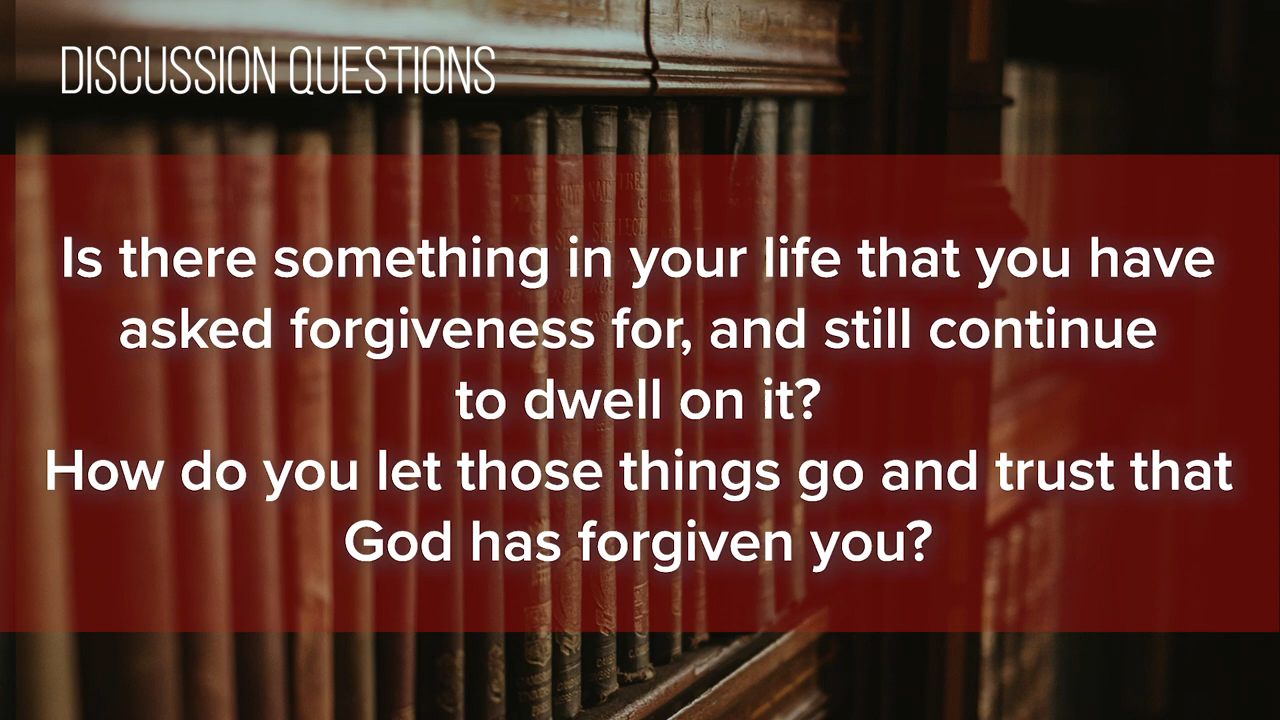 DISCUSSION QUESTIONS
Is there something in your life that you have
asked forgiveness for, and still continue
to dwell on it?
How do you let those things go and trust that
God has forgiven you?